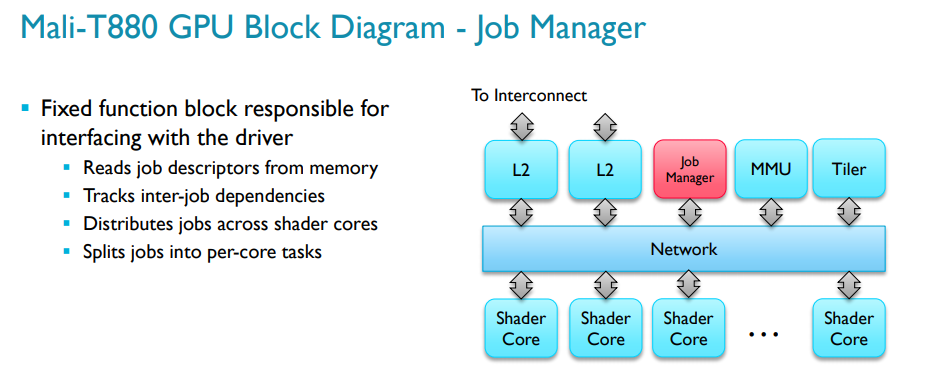 Mali-T880 GPU Block Diagram - Job Manager
▪ Fixed function block responsible for
interfacing with the driver
▪ Reads job descriptors from memory
▪ Tracks inter-job dependencies
▪ Distributes jobs across shader cores
▪ Splits jobs into per-core tasks
To Interconnect
L2
L2
Job
Manager
MMU
Tiler
Network
Shader
Core
Shader
Core
Shader
Core
...
Shader
Core